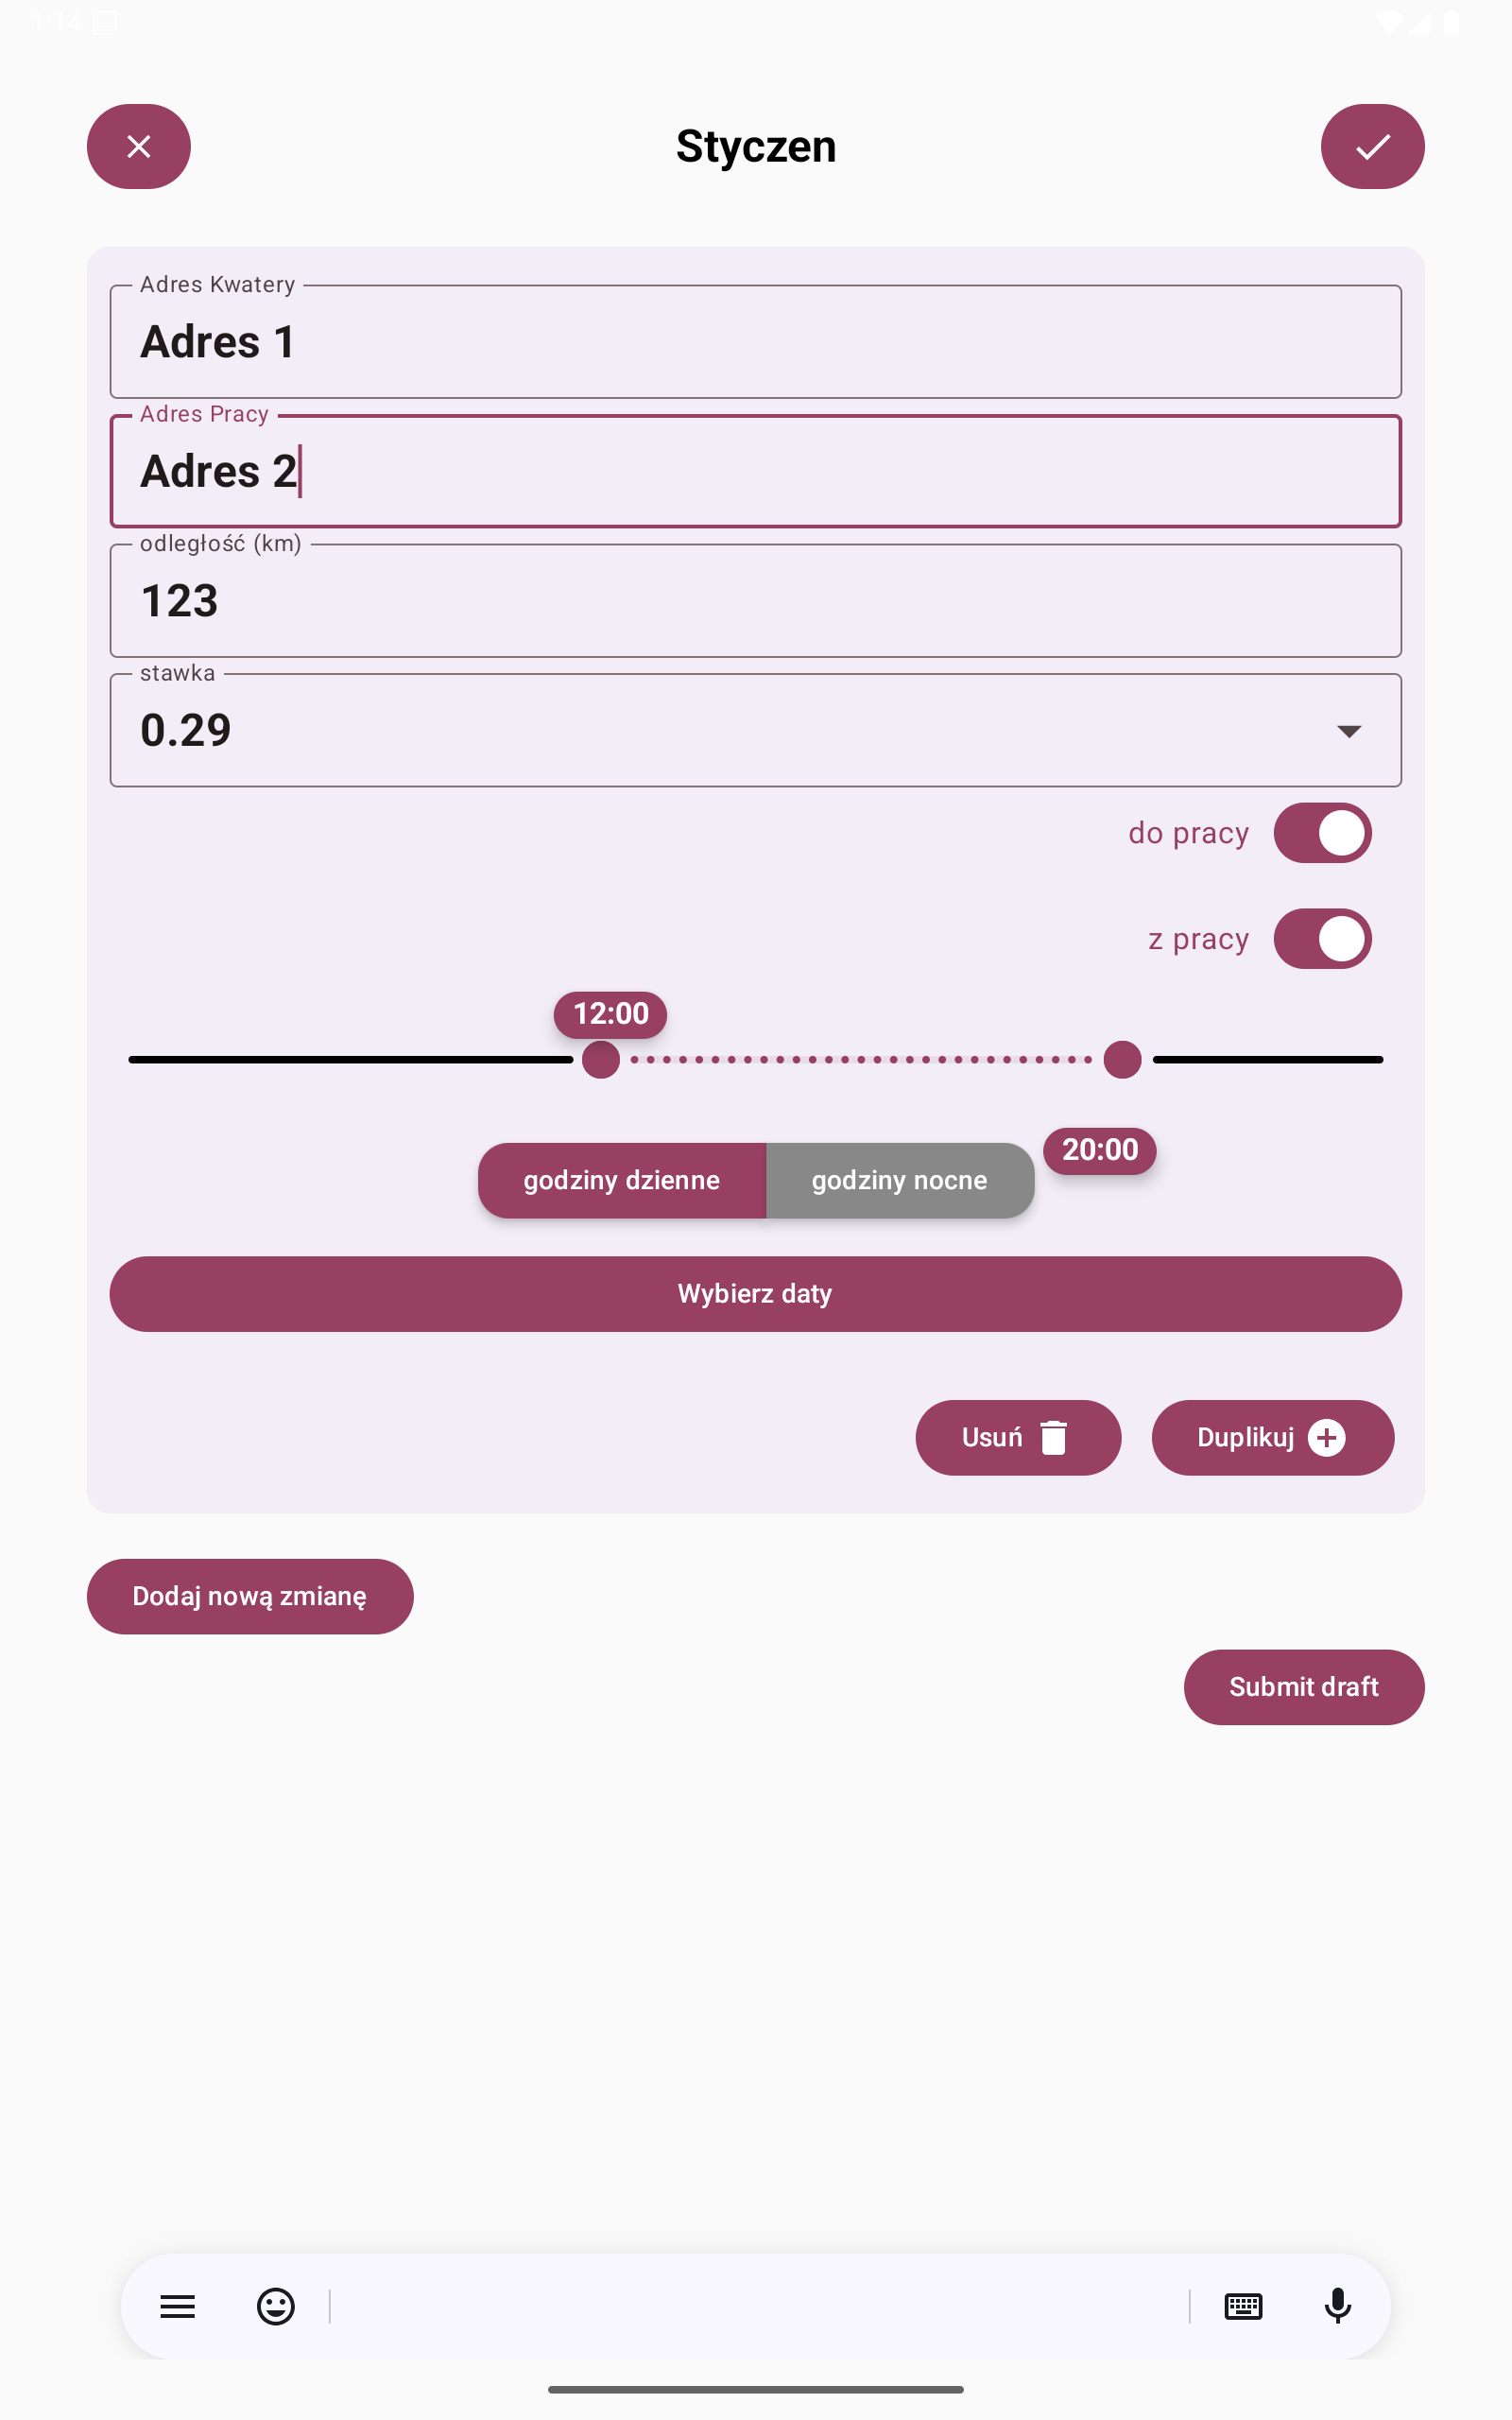 1:14
Styczen
Adres Kwatery
Adres 1
Adres Pracy
Adres 2
odległość (km)
123
stawka
0.29
do pracy
z pracy
12:00
20:00
godziny dzienne godziny nocne
Wybierz daty
Usuń Duplikuj
Dodaj nową zmianę
Submit draft